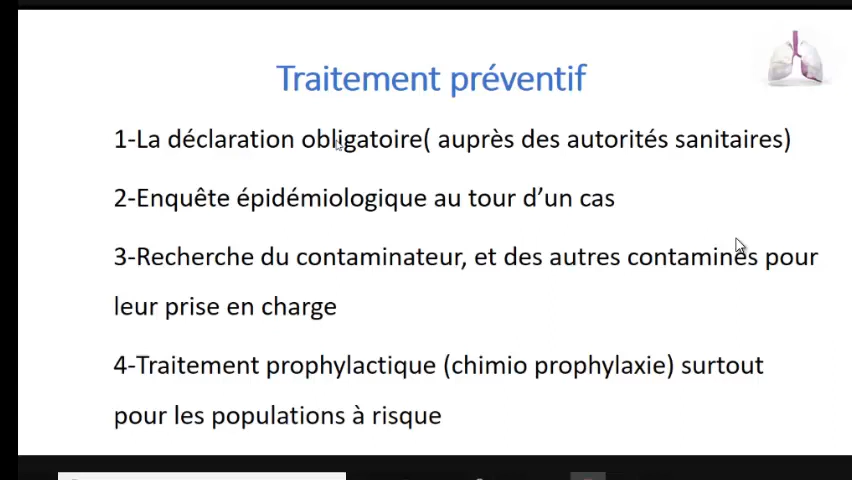 Traitement préventif
1-La déclaration obligatoire( auprès des autorités sanitaires)
2-Enquête épidémiologique au tour d’un cas
3-Recherche du contaminateur, et des autres contaminés pour
leur prise en charge
4-Traitement prophylactique (chimio prophylaxie) surtout
pour les populations à risque